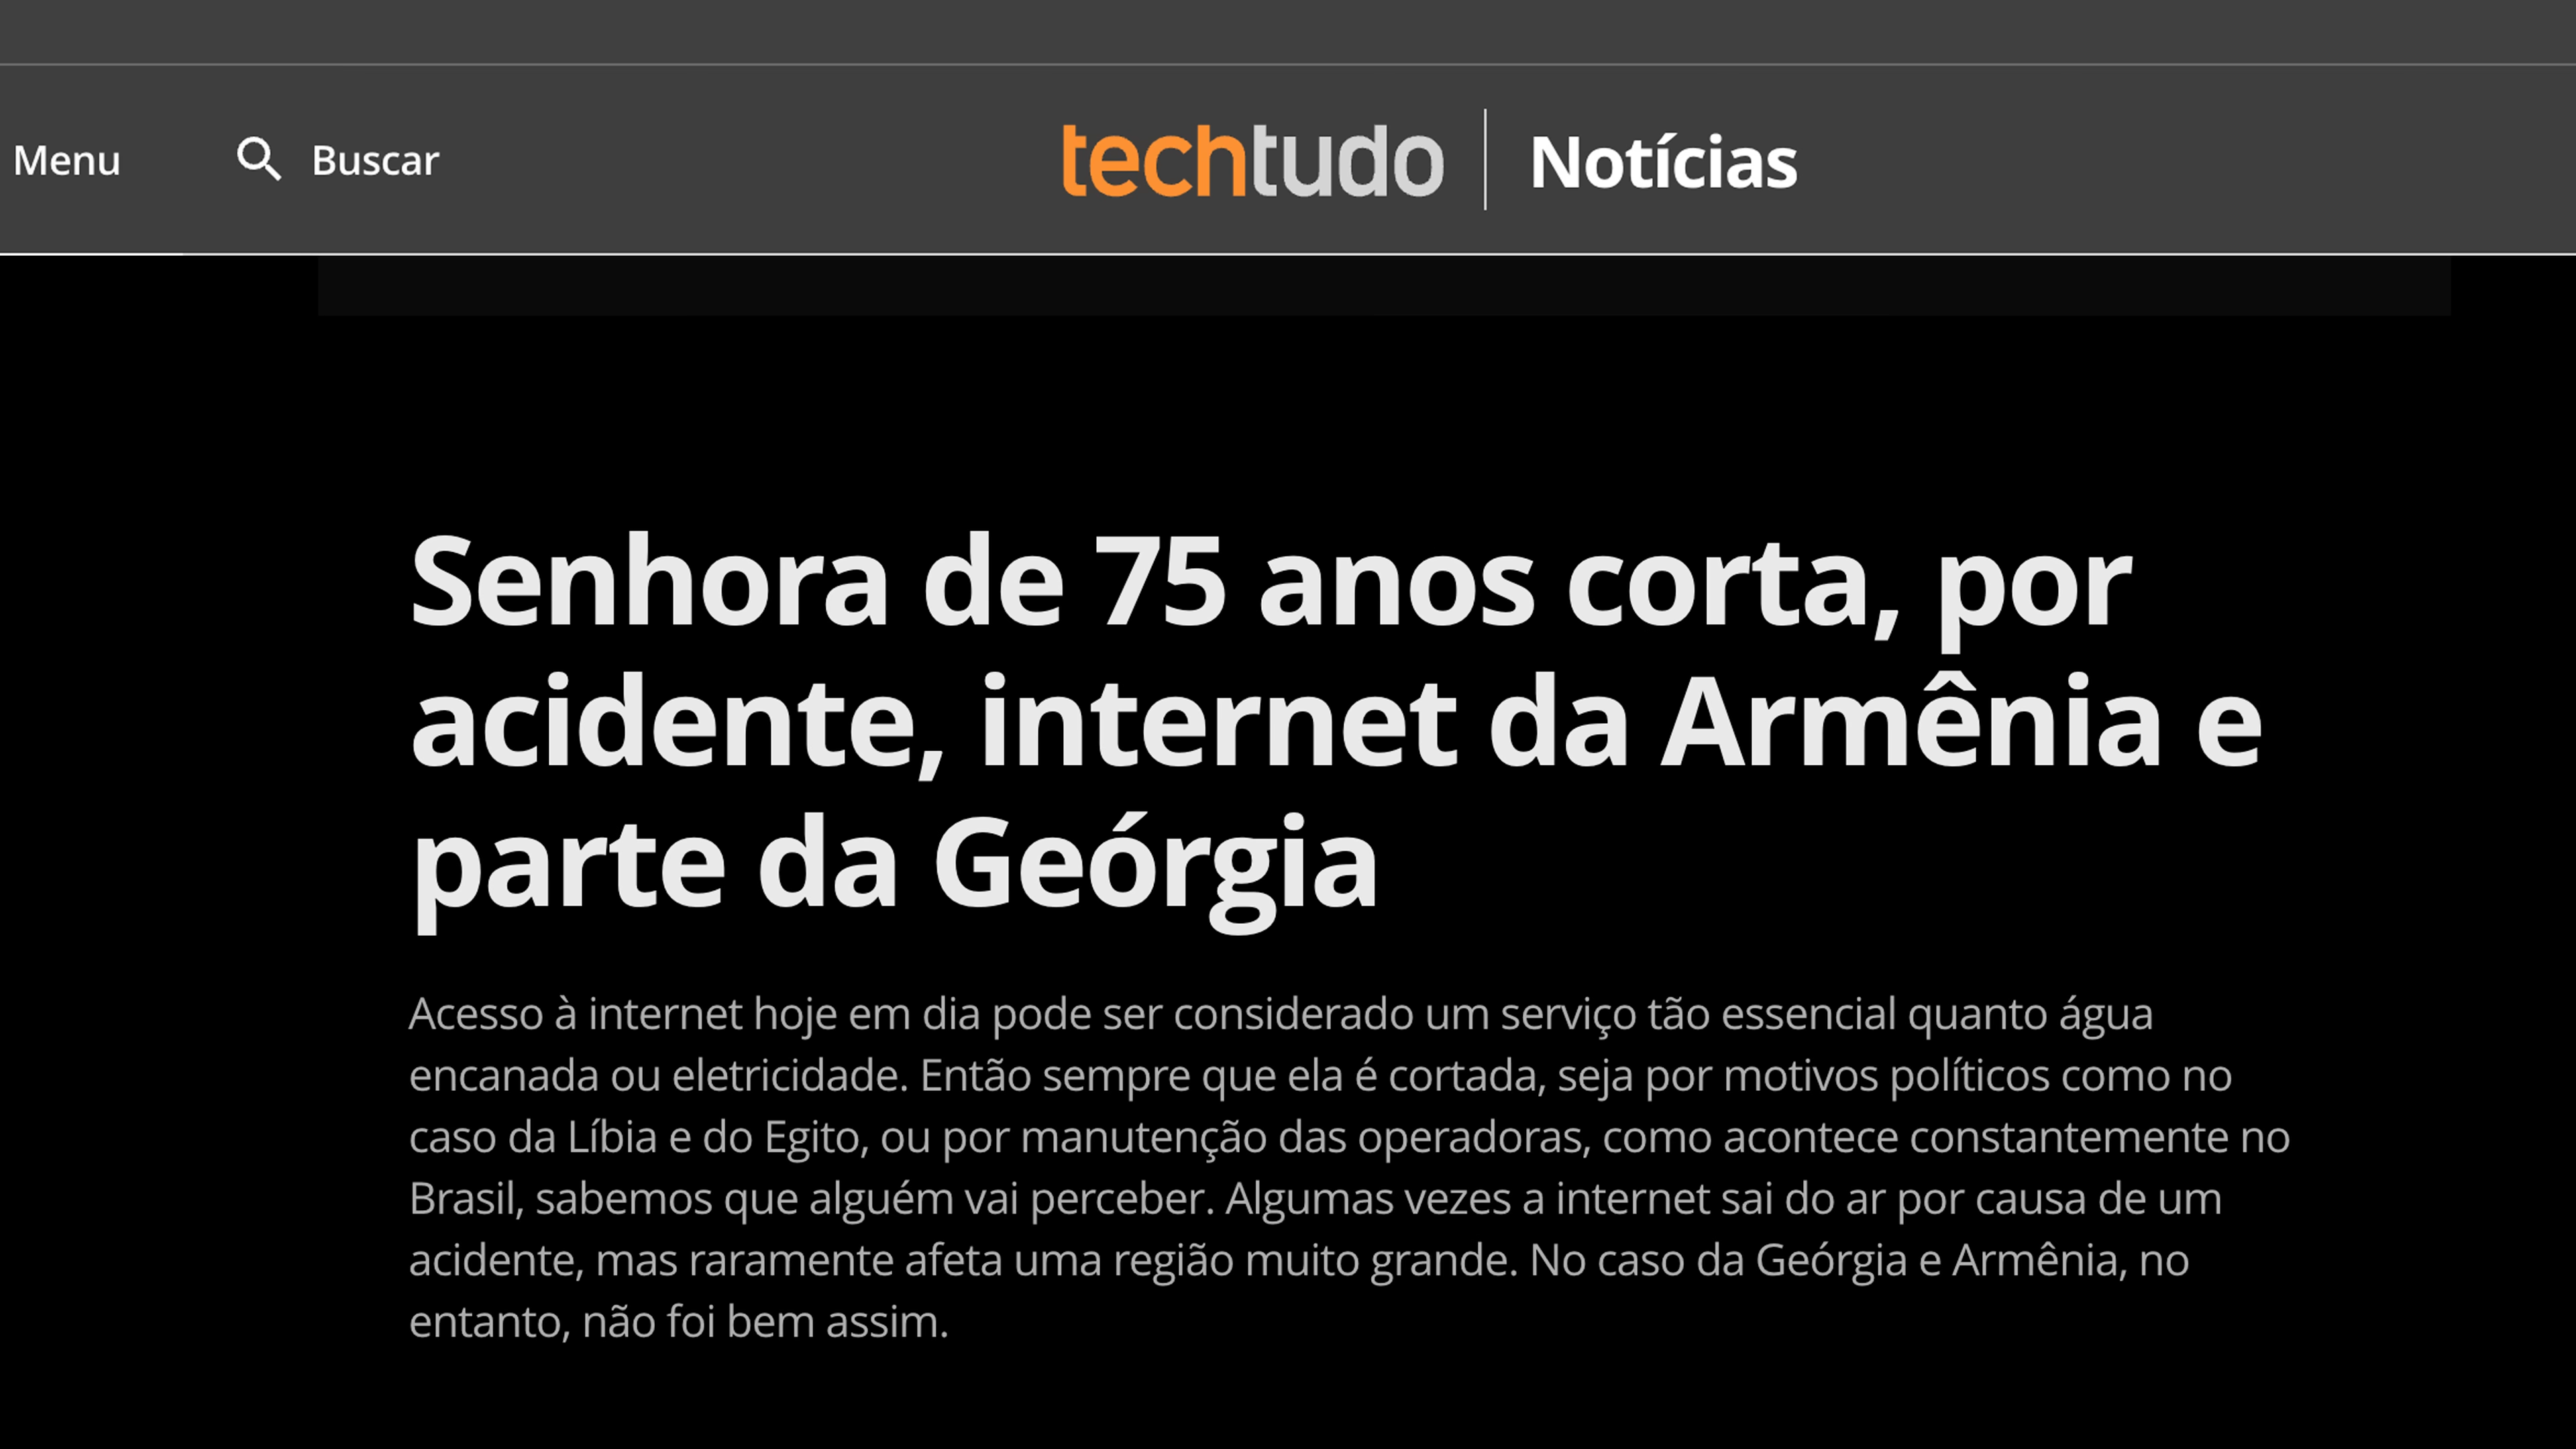 Menu
Buscar
techtudo
Notícias
Senhora de 75 anos corta, por
acidente, internet da Armênia e
parte da Geórgia
Acesso à internet hoje em dia pode ser considerado um serviço tão essencial quanto água
encanada ou eletricidade. Então sempre que ela é cortada, seja por motivos políticos como no
caso da Líbia e do Egito, ou por manutenção das operadoras, como acontece constantemente no
Brasil, sabemos que alguém vai perceber. Algumas vezes a internet sai do ar por causa de um
acidente, mas raramente afeta uma região muito grande. No caso da Geórgia e Armênia, no
entanto, não foi bem assim.